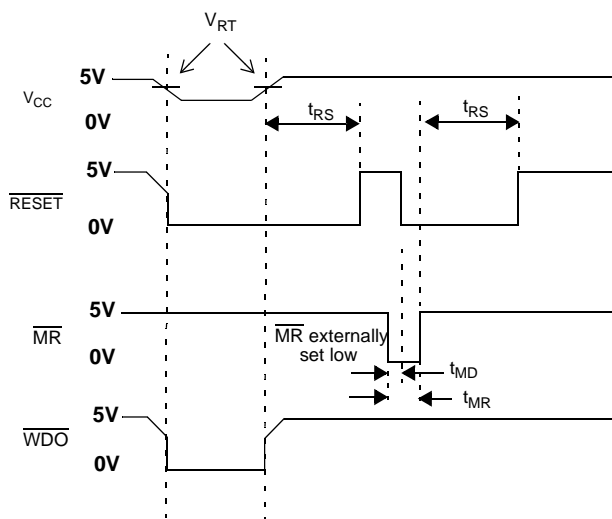 VRT
5V
VCC
0V
tRS
tRS
5V
RESET
0V
5V
MR
0V
MR externally
set low
tMD
tMR
5V
WDO
0V